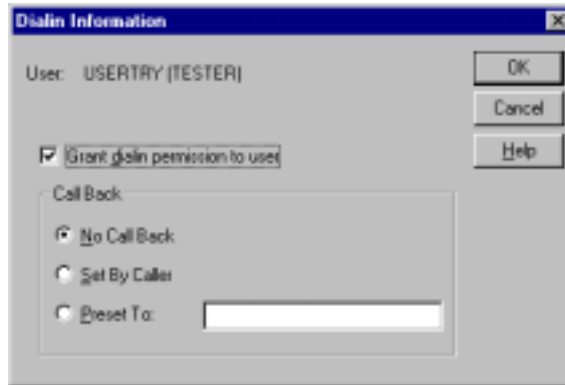 Dialin Information
User: USERTRY (TESTER)
OK
Cancel
Help
Grant dialin permission to user
Call Back
No Call Back
Set By Caller
Preset To: